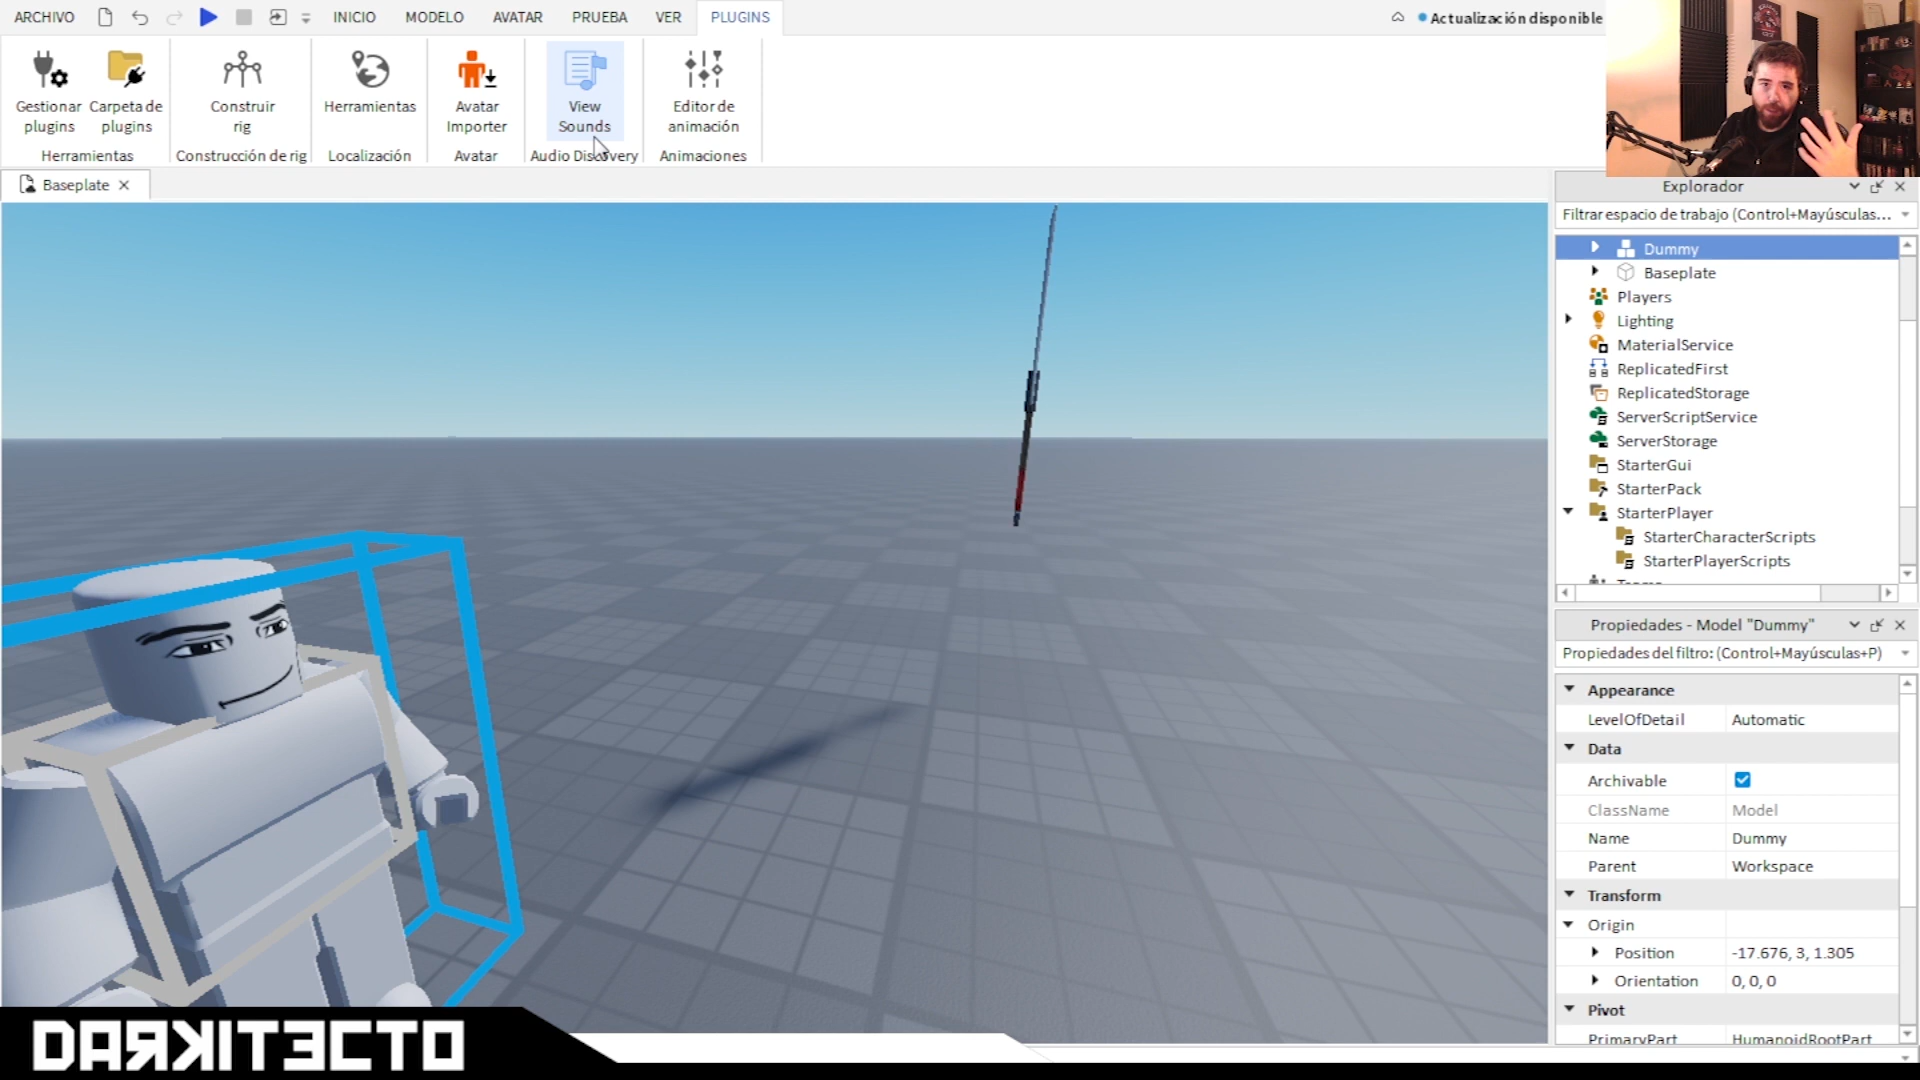 ARCHIVO INICIO MODELO AVATAR PRUEBA VER PLUGINS Actualización disponible
Gestionar plugins
Carpeta de plugins
Herramientas
Construir rig
Construcción de rig
Herramientas
Localización
Avatar Importer
Avatar
View Sounds
Audio Discovery
Editor de animación
Animaciones
Baseplate
Explorador
Filtrar espacio de trabajo (Control+Mayúsculas...
Dummy
Baseplate
Players
Lighting
MaterialService
ReplicatedFirst
ReplicatedStorage
ServerScriptService
ServerStorage
StarterGui
StarterPack
StarterPlayer
StarterCharacterScripts
StarterPlayerScripts
Propiedades - Model "Dummy"
Propiedades del filtro: (Control+Mayúsculas+P)
Appearance
LevelOfDetail Automatic
Data
Archivable
ClassName Model
Name Dummy
Parent Workspace
Transform
Origin
Position -17.676, 3, 1.305
Orientation 0, 0, 0
Pivot
PrimaryPart HumanoidRootPart
DARKITECTO